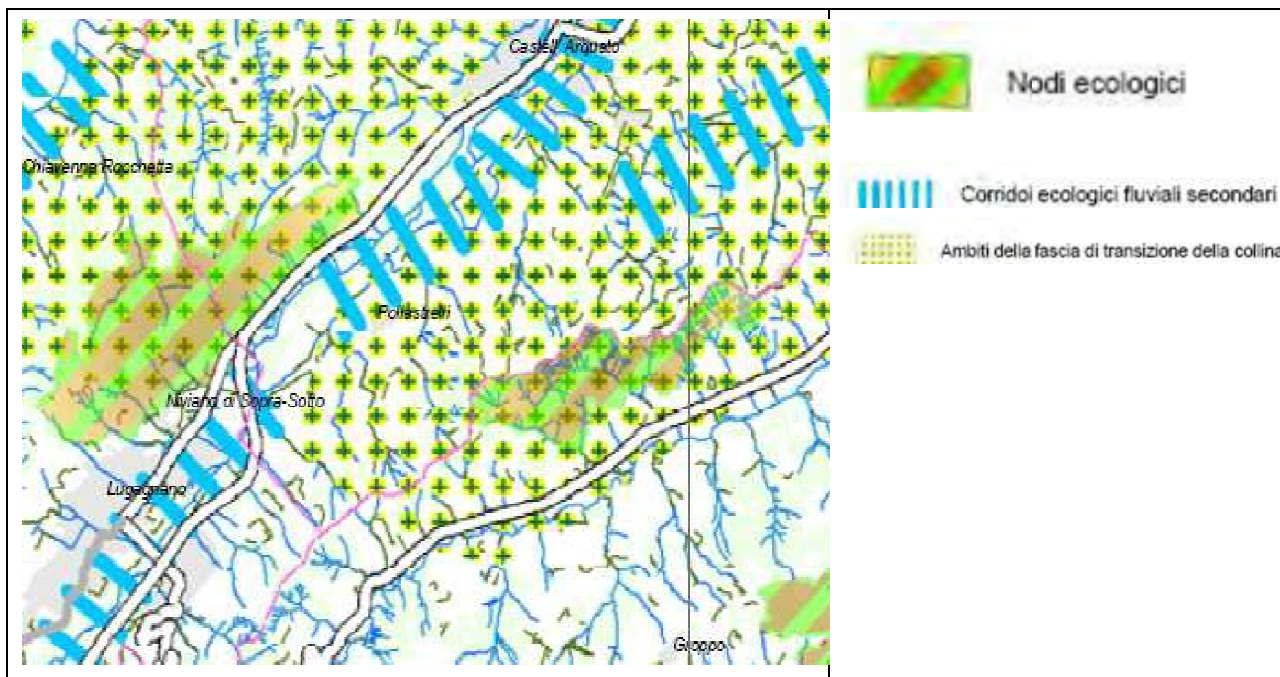 Castell'Arquato
Chiavenna Rocchetta
Pollastrelli
Niviano di Sopra-Sotto
Lugagnano
Groppo
Nodi ecologici
Corridoi ecologici fluviali secondari
Ambiti della fascia di transizione della collina